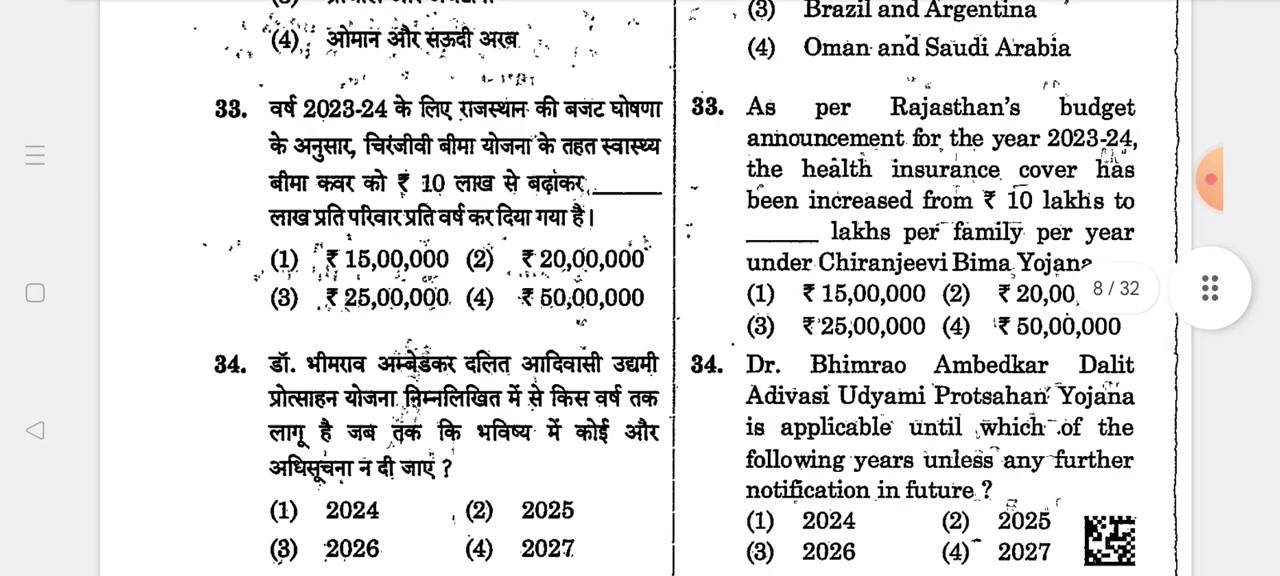 (4) ओमान और सऊदी अरब
33. वर्ष 2023-24 के लिए राजस्थान की बजट घोषणा
के अनुसार, चिरंजीवी बीमा योजना के तहत स्वास्थ्य
बीमा कवर को ₹ 10 लाख से बढ़ाकर ______
लाख प्रति परिवार प्रति वर्ष कर दिया गया है।
(1) ₹ 15,00,000 (2) ₹ 20,00,000
(3) ₹ 25,00,000 (4) ₹ 50,00,000
34. डॉ. भीमराव अम्बेडकर दलित आदिवासी उद्यमी
प्रोत्साहन योजना निम्नलिखित में से किस वर्ष तक
लागू है जब तक कि भविष्य में कोई और
अधिसूचना न दी जाए ?
(1) 2024 (2) 2025
(3) 2026 (4) 2027
(3) Brazil and Argentina
(4) Oman and Saudi Arabia
33. As per Rajasthan's budget
announcement for the year 2023-24,
the health insurance cover has
been increased from ₹ 10 lakhs to
______ lakhs per family per year
under Chiranjeevi Bima Yojana
(1) ₹ 15,00,000 (2) ₹ 20,00,
(3) ₹ 25,00,000 (4) ₹ 50,00,000
34. Dr. Bhimrao Ambedkar Dalit
Adivasi Udyami Protsahan Yojana
is applicable until which of the
following years unless any further
notification in future ?
(1) 2024 (2) 2025
(3) 2026 (4) 2027
8 / 32